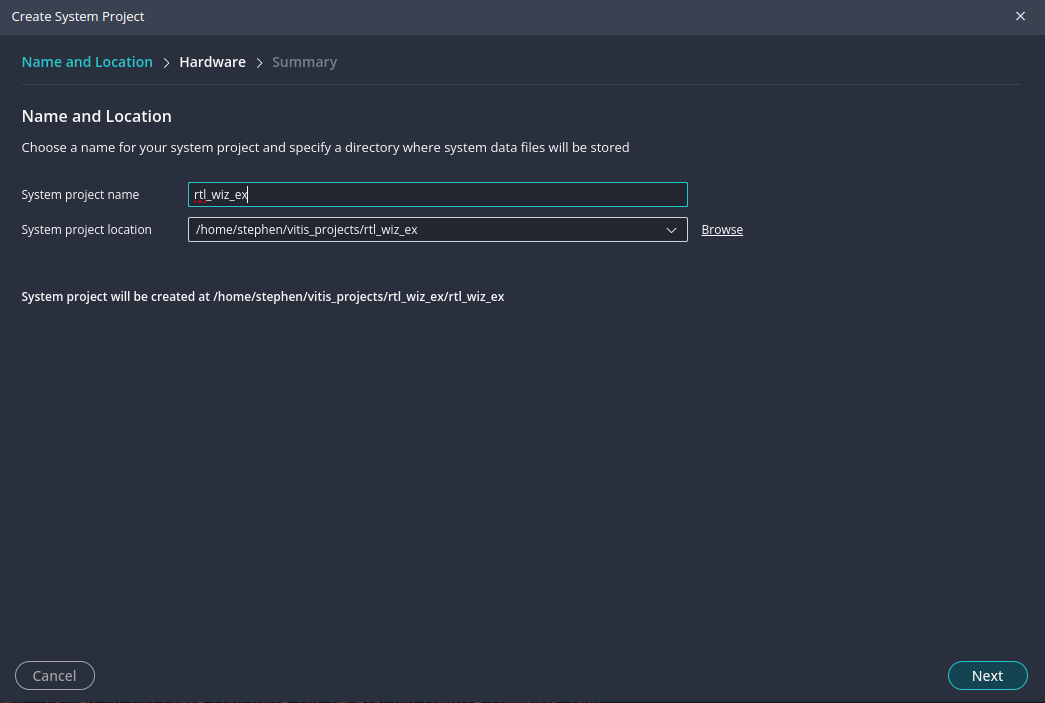 Create System Project
Name and Location > Hardware > Summary
Name and Location
Choose a name for your system project and specify a directory where system data files will be stored
System project name rtl_wiz_ex
System project location /home/stephen/vitis_projects/rtl_wiz_ex Browse
System project will be created at /home/stephen/vitis_projects/rtl_wiz_ex/rtl_wiz_ex
Cancel Next